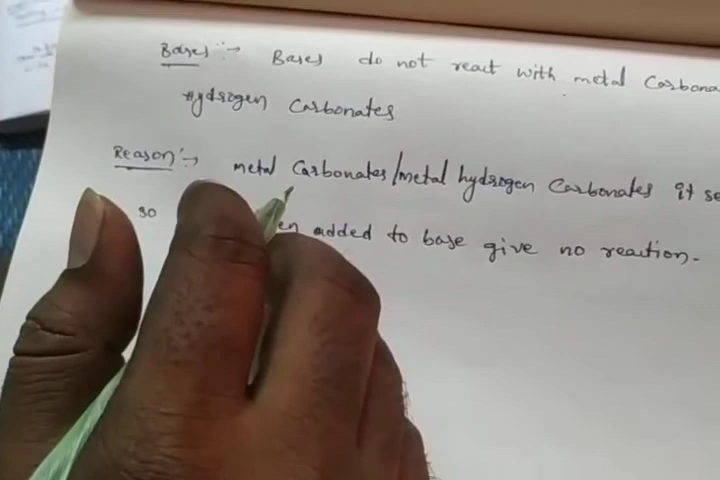 Bases :→ Bases do not react with metal Carbona
Hydrogen Carbonates
Reason :→ metal Carbonates/metal hydrogen Carbonates it se
so en added to base give no reaction.